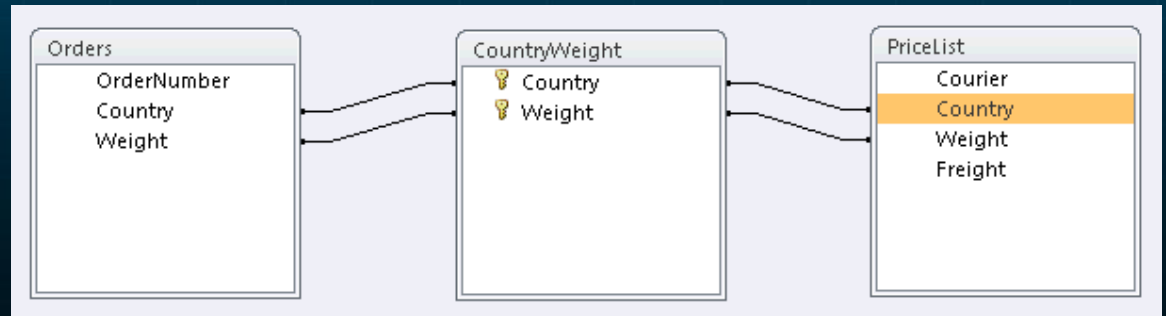 Orders
OrderNumber
Country
Weight
CountryWeight
Country
Weight
PriceList
Courier
Country
Weight
Freight